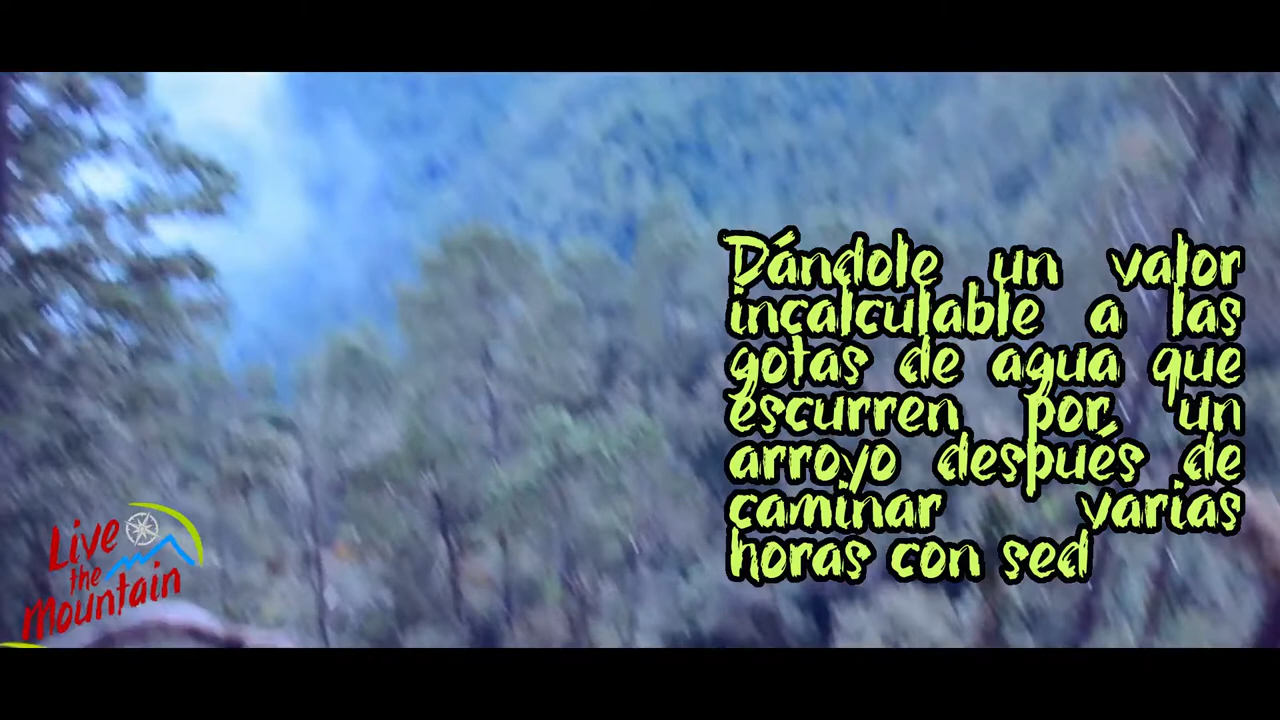 Dándole un valor
incalculable a las
gotas de agua que
escurren por un
arroyo después de
caminar varias
horas con sed
Live
the
Mountain